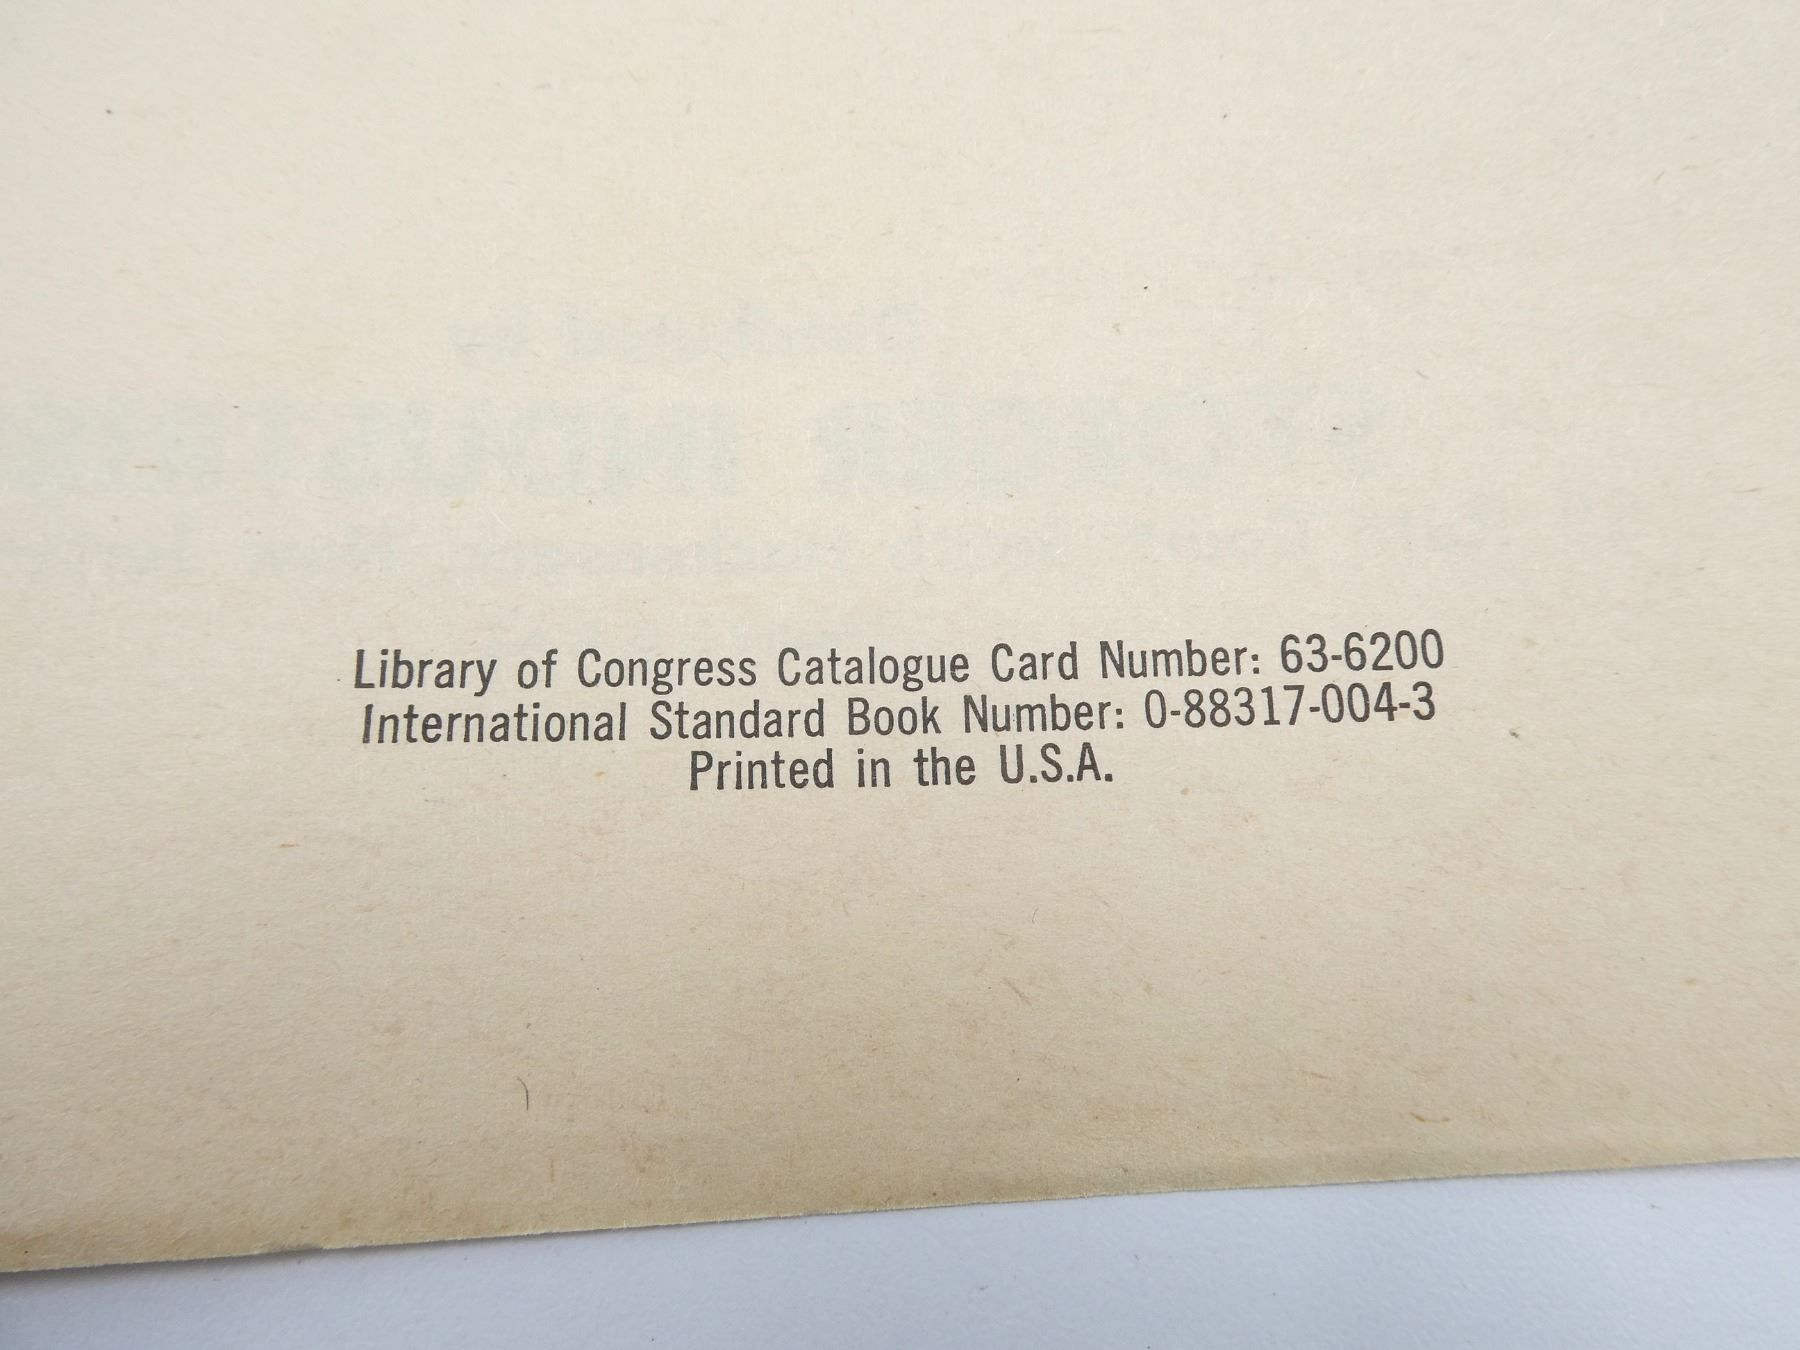 Library of Congress Catalogue Card Number: 63-6200
International Standard Book Number: 0-88317-004-3
Printed in the U.S.A.